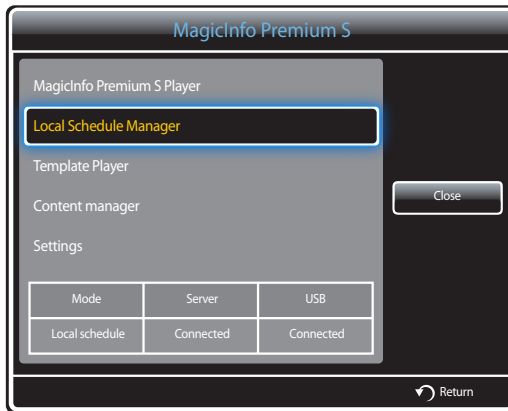 MagicInfo Premium S
MagicInfo Premium S Player
Local Schedule Manager
Template Player
Content manager
Settings
Close
Mode Server USB
Local schedule Connected Connected
Return